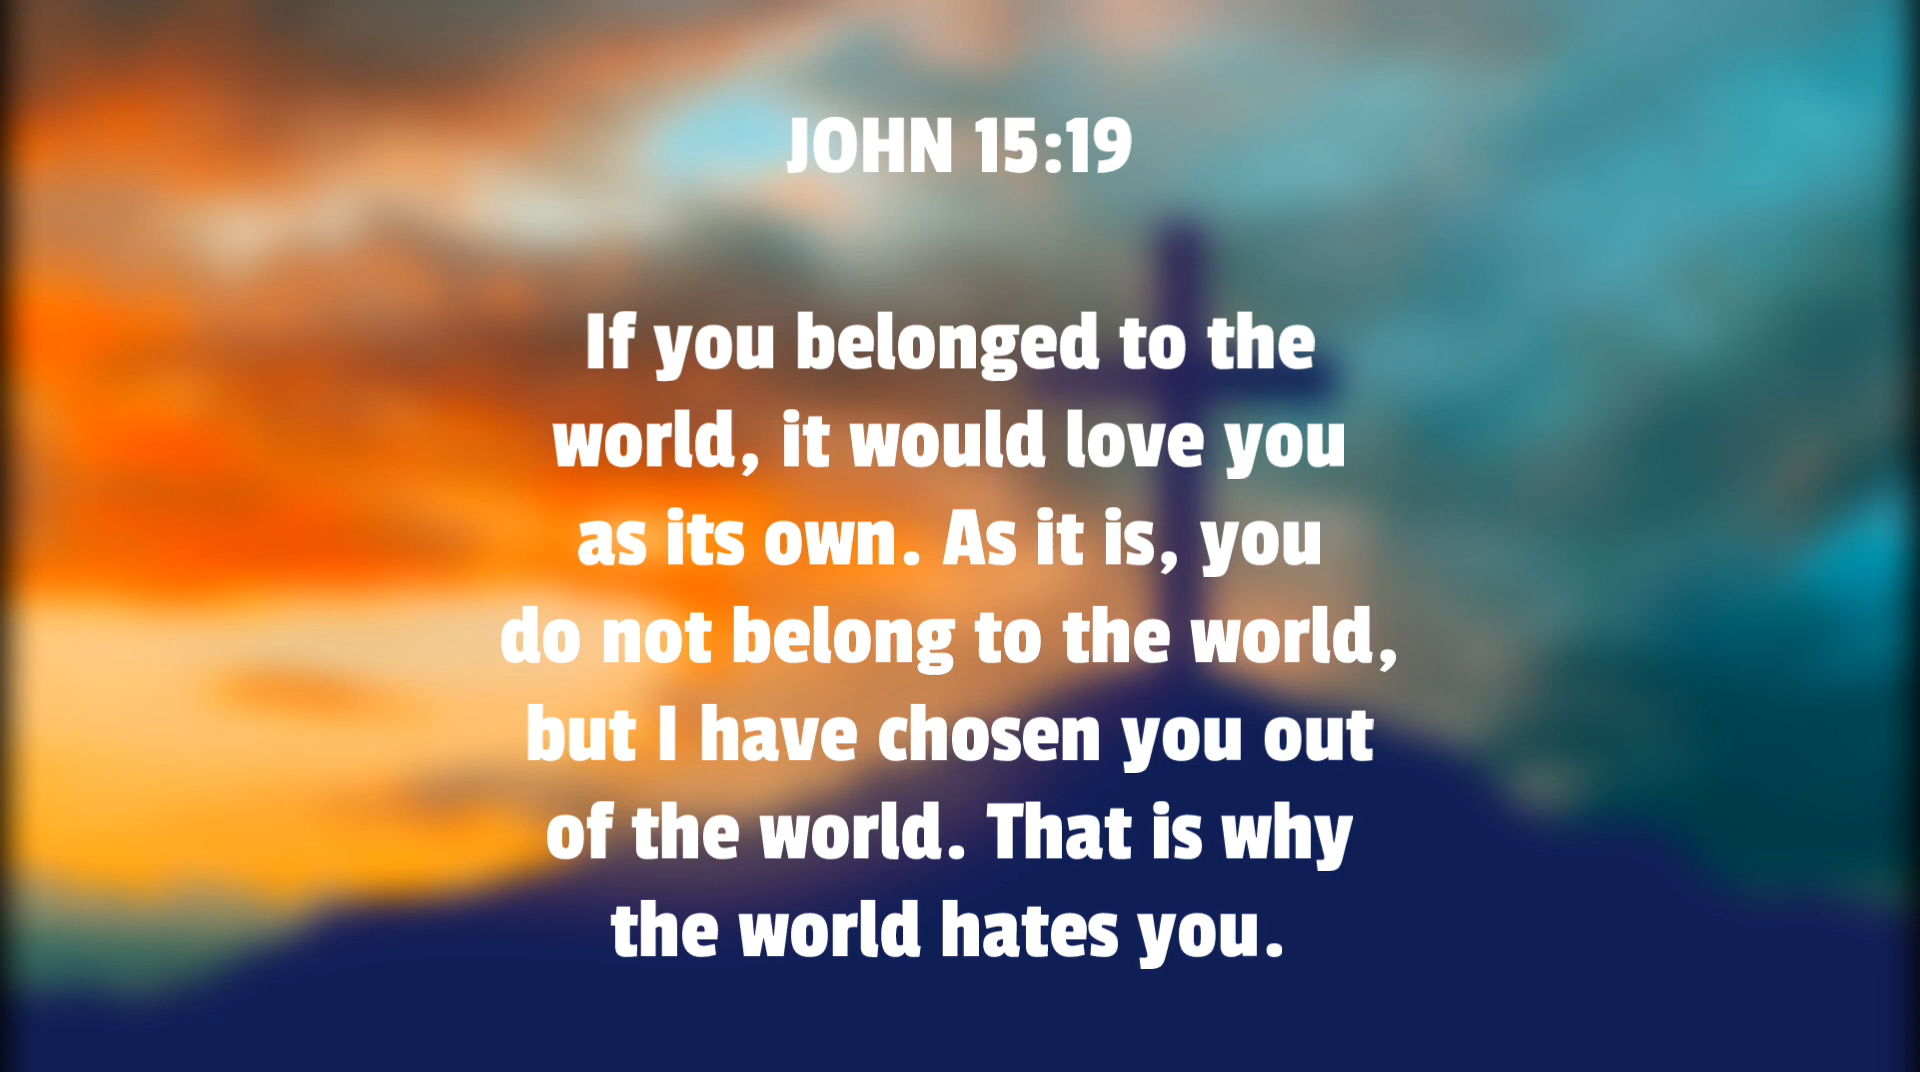 JOHN 15:19
If you belonged to the
world, it would love you
as its own. As it is, you
do not belong to the world,
but I have chosen you out
of the world. That is why
the world hates you.